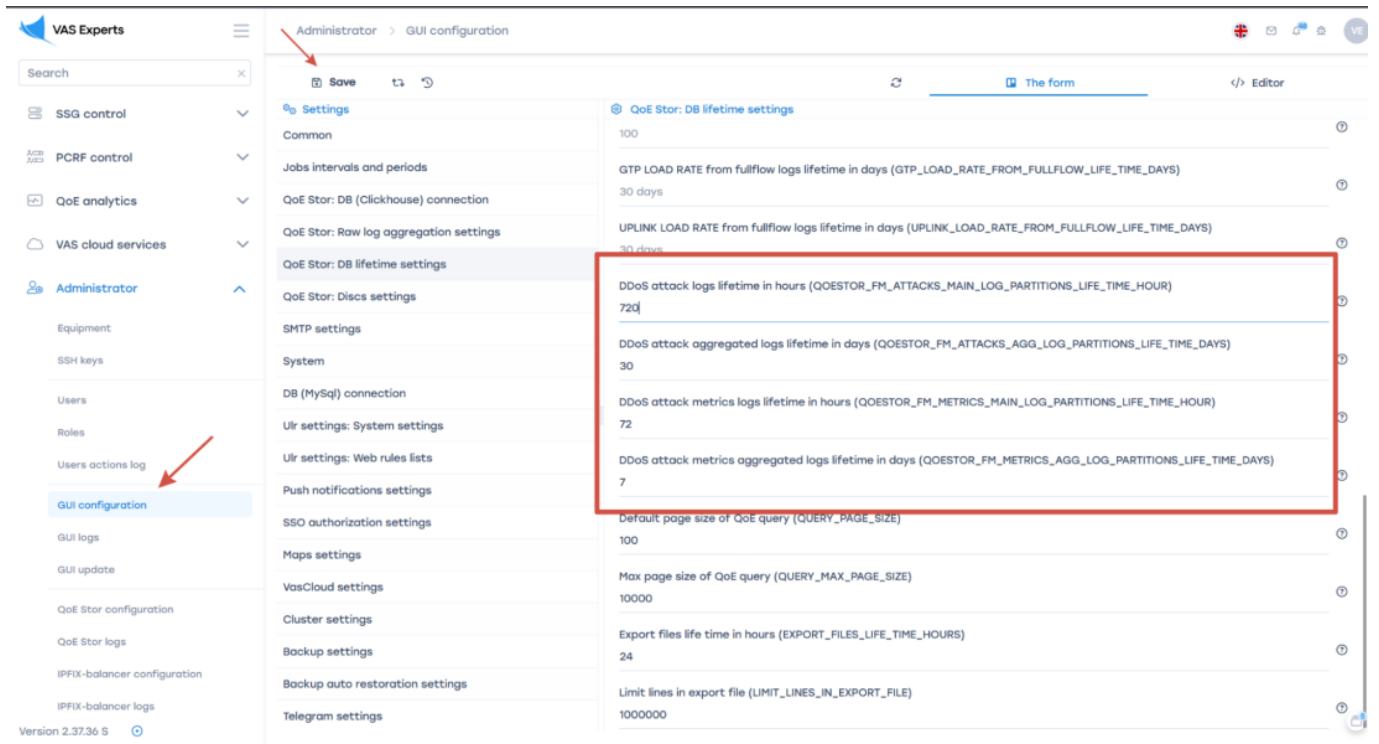 VAS Experts
Administrator > GUI configuration
VE
Search
Save
The form
</> Editor
SSG control
PCRF control
QoE analytics
VAS cloud services
Administrator
Equipment
SSH keys
Users
Roles
Users actions log
GUI configuration
GUI logs
GUI update
QoE Stor configuration
QoE Stor logs
IPFIX-balancer configuration
IPFIX-balancer logs
Version 2.37.36 S
Settings
Common
Jobs intervals and periods
QoE Stor: DB (Clickhouse) connection
QoE Stor: Raw log aggregation settings
QoE Stor: DB lifetime settings
QoE Stor: Discs settings
SMTP settings
System
DB (MySql) connection
Ulr settings: System settings
Ulr settings: Web rules lists
Push notifications settings
SSO authorization settings
Maps settings
VasCloud settings
Cluster settings
Backup settings
Backup auto restoration settings
Telegram settings
QoE Stor: DB lifetime settings
100
GTP LOAD RATE from fullflow logs lifetime in days (GTP_LOAD_RATE_FROM_FULLFLOW_LIFE_TIME_DAYS)
30 days
UPLINK LOAD RATE from fullflow logs lifetime in days (UPLINK_LOAD_RATE_FROM_FULLFLOW_LIFE_TIME_DAYS)
30 days
DDoS attack logs lifetime in hours (QOESTOR_FM_ATTACKS_MAIN_LOG_PARTITIONS_LIFE_TIME_HOUR)
720
DDoS attack aggregated logs lifetime in days (QOESTOR_FM_ATTACKS_AGG_LOG_PARTITIONS_LIFE_TIME_DAYS)
30
DDoS attack metrics logs lifetime in hours (QOESTOR_FM_METRICS_MAIN_LOG_PARTITIONS_LIFE_TIME_HOUR)
72
DDoS attack metrics aggregated logs lifetime in days (QOESTOR_FM_METRICS_AGG_LOG_PARTITIONS_LIFE_TIME_DAYS)
7
Default page size of QoE query (QUERY_PAGE_SIZE)
100
Max page size of QoE query (QUERY_MAX_PAGE_SIZE)
10000
Export files life time in hours (EXPORT_FILES_LIFE_TIME_HOURS)
24
Limit lines in export file (LIMIT_LINES_IN_EXPORT_FILE)
1000000